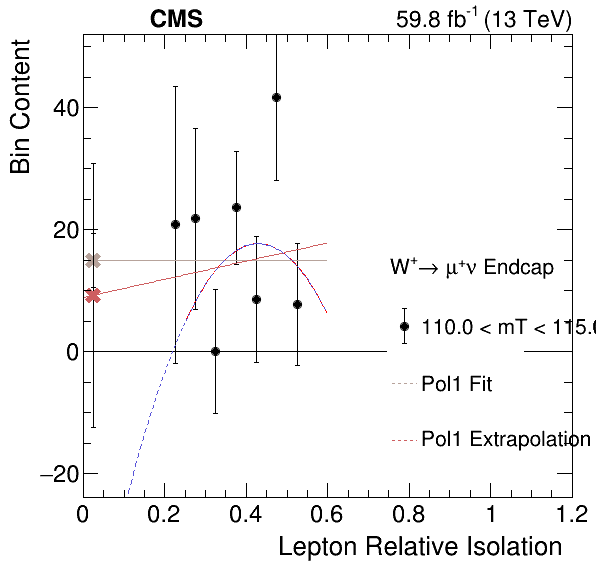 CMS 59.8 fb⁻¹ (13 TeV)
Bin Content
40
20
0
−20
W⁺→ μ⁺ν Endcap
110.0 < mT < 115.0
Pol1 Fit
Pol1 Extrapolation
0 0.2 0.4 0.6 0.8 1 1.2
Lepton Relative Isolation